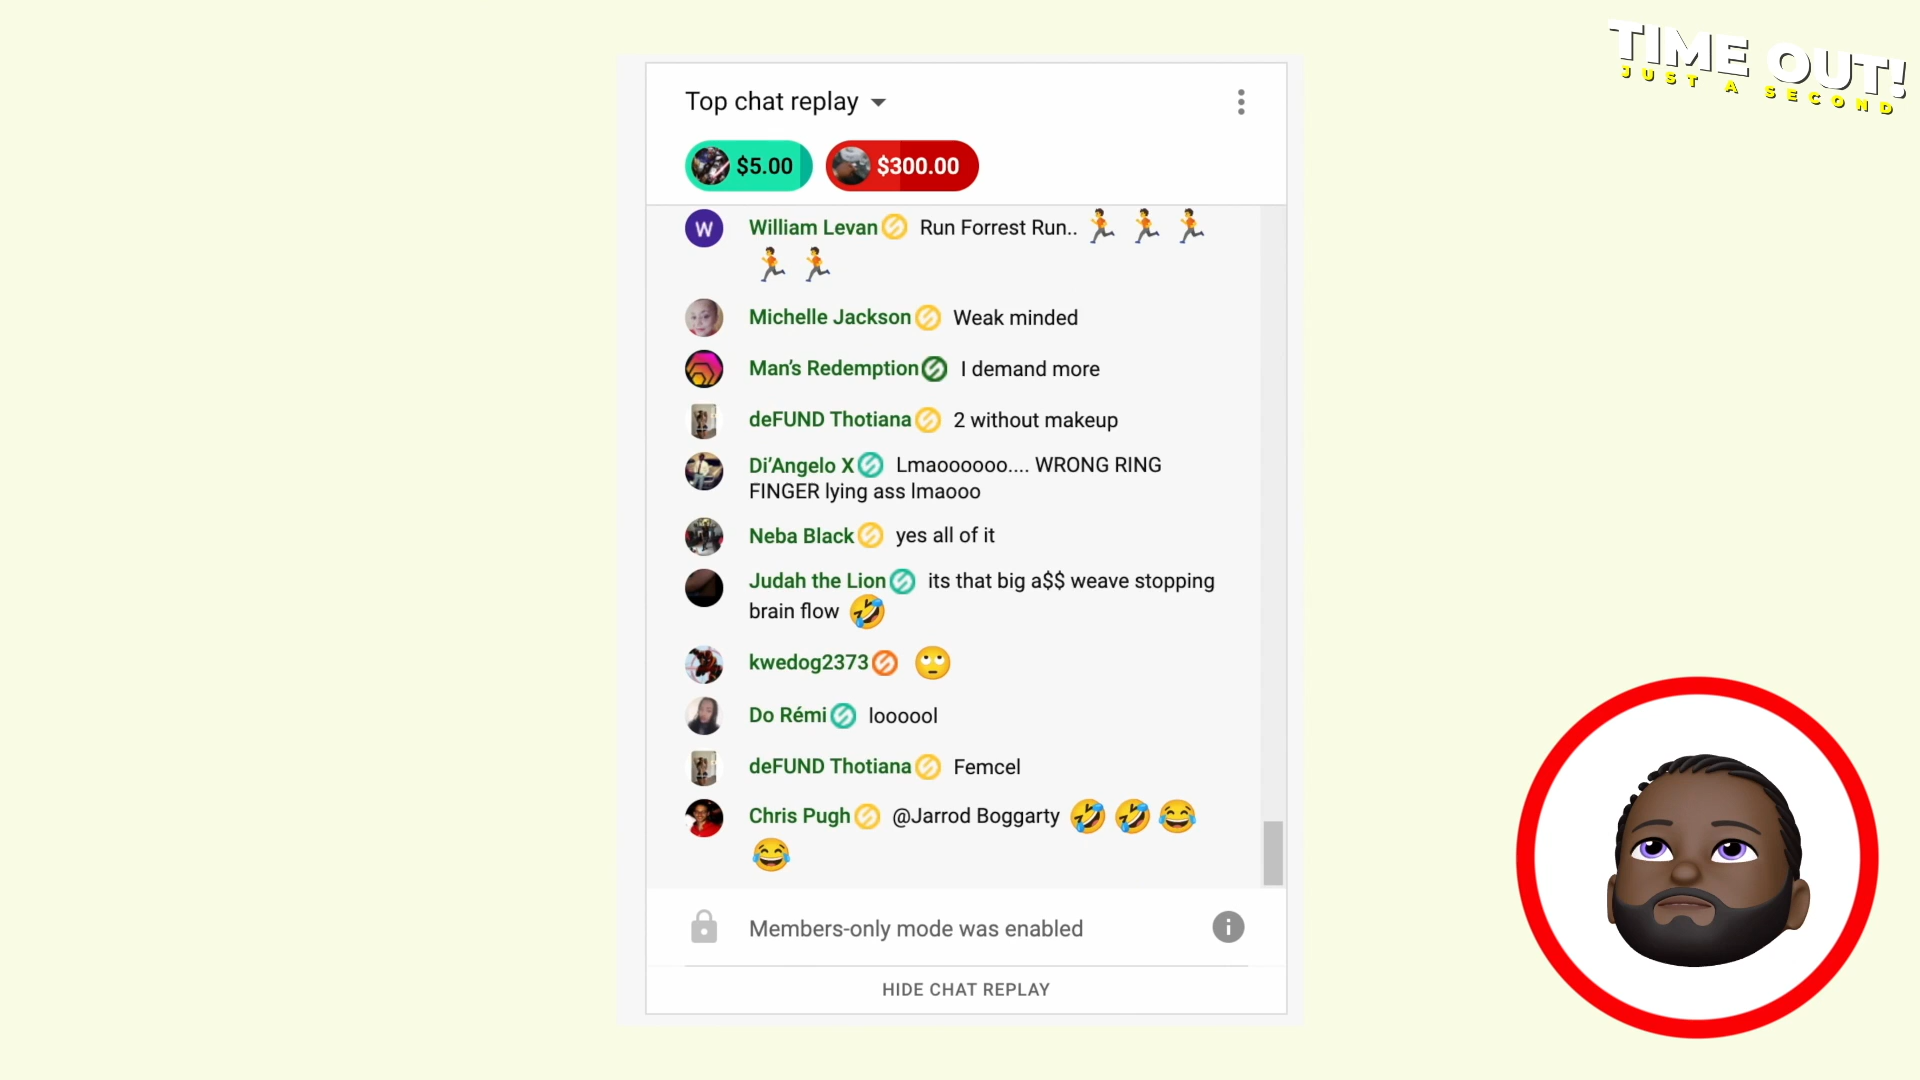 TIME OUT!
JUST A SECOND
Top chat replay
$5.00 $300.00
W William Levan Run Forrest Run.. 🏃 🏃 🏃
🏃 🏃
Michelle Jackson Weak minded
Man’s Redemption I demand more
deFUND Thotiana 2 without makeup
Di’Angelo X Lmaoooooo.... WRONG RING
FINGER lying ass lmaooo
Neba Black yes all of it
Judah the Lion its that big a$$ weave stopping
brain flow 🤣
kwedog2373 🙄
Do Rémi loooool
deFUND Thotiana Femcel
Chris Pugh @Jarrod Boggarty 🤣 🤣 😂
😂
Members-only mode was enabled
HIDE CHAT REPLAY